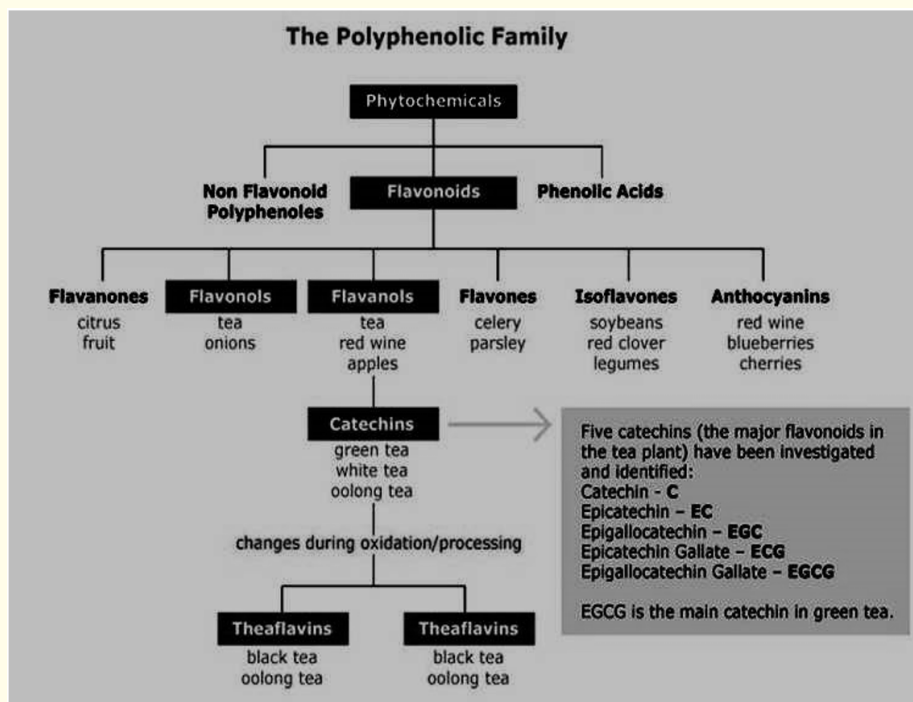 The Polyphenolic Family
Phytochemicals
Non Flavonoid
Polyphenoles
Flavonoids
Phenolic Acids
Flavanones
citrus
fruit
Flavonols
tea
onions
Flavanols
tea
red wine
apples
Flavones
celery
parsley
Isoflavones
soybeans
red clover
legumes
Anthocyanins
red wine
blueberries
cherries
Catechins
green tea
white tea
oolong tea
Five catechins (the major flavonoids in
the tea plant) have been investigated
and identified:
Catechin - C
Epicatechin – EC
Epigallocatechin – EGC
Epicatechin Gallate – ECG
Epigallocatechin Gallate – EGCG
EGCG is the main catechin in green tea.
changes during oxidation/processing
Theaflavins
black tea
oolong tea
Theaflavins
black tea
oolong tea